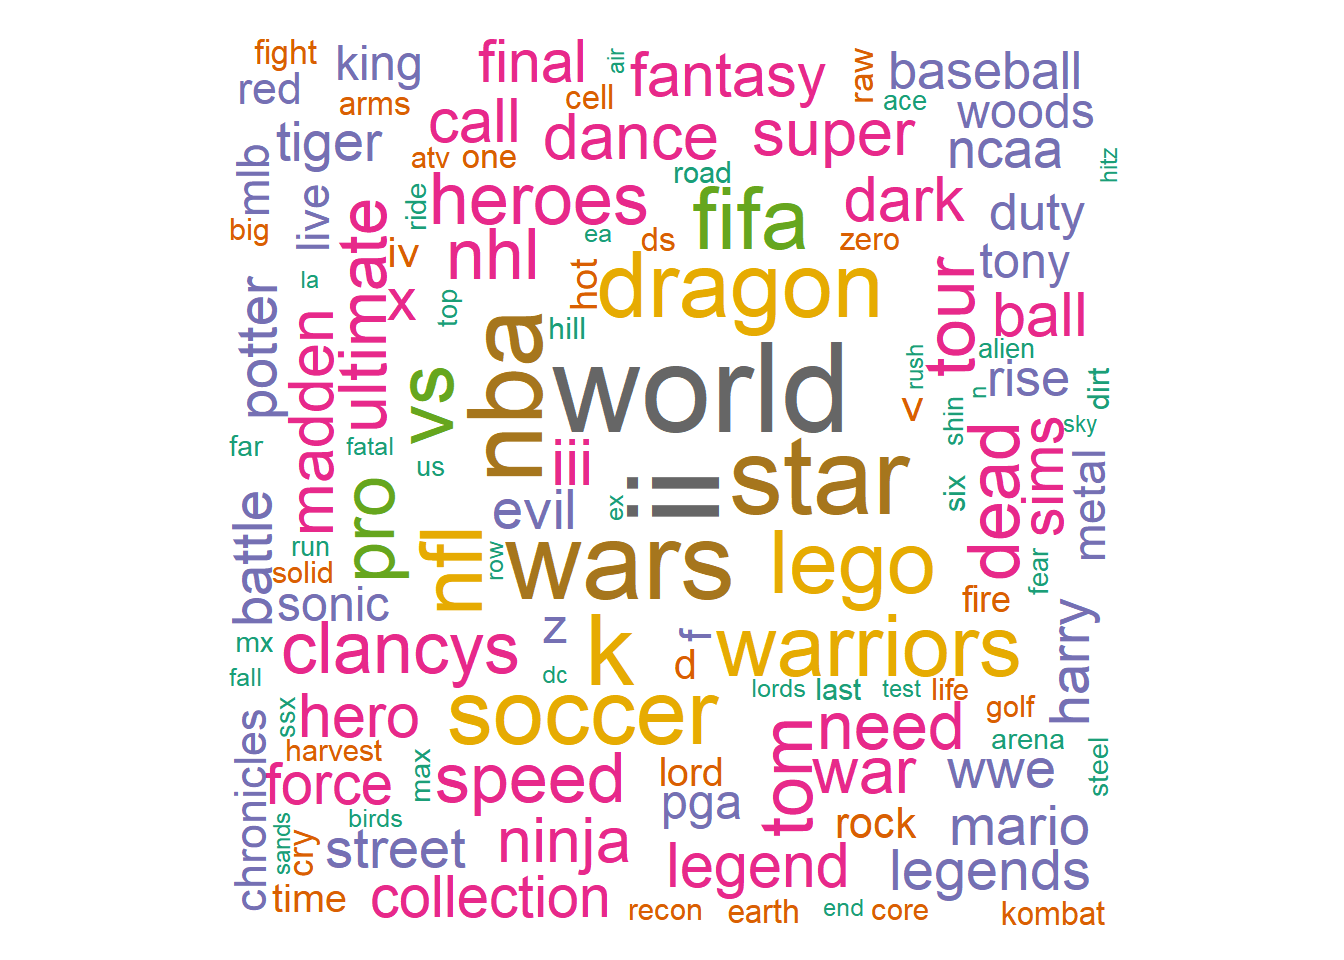 fight
king
final
air
fantasy
raw
baseball
red
arms
cell
ace
woods
tiger
call
dance
super
ncaa
hitz
mlb
atv
one
road
live
ride
heroes
fifa
dark
duty
big
ultimate
iv
nhl
ea
ds
zero
tony
la
x
top
hot
dragon
tour
ball
potter
madden
hill
alien
vs
nba
world
rush
rise
n
dirt
v
shin
sky
far
fatal
us
iii
star
dead
sims
metal
pro
evil
ex
ii
six
battle
run
nfl
row
wars
lego
fear
solid
sonic
fire
harry
mx
clancys
z
k
f
d
warriors
fall
dc
lords
last
test
life
ssx
hero
soccer
tom
need
golf
arena
chronicles
harvest
force
max
speed
lord
war
wwe
steel
pga
birds
sands
cry
street
ninja
rock
mario
legend
legends
time
collection
recon
earth
end
core
kombat